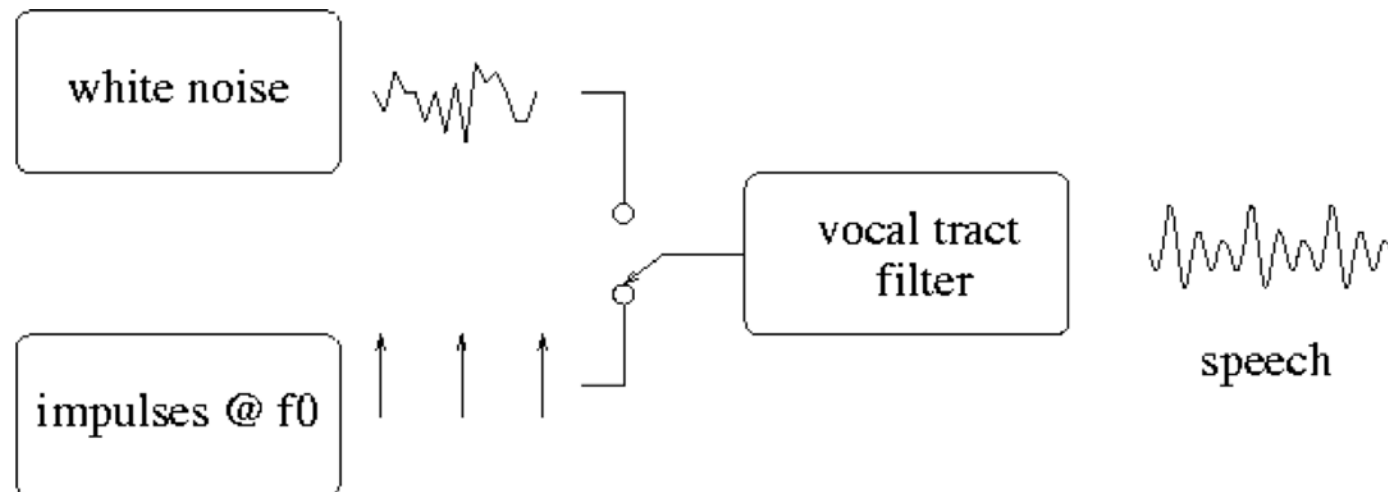 white noise
vocal tract
filter
speech
impulses @ f0